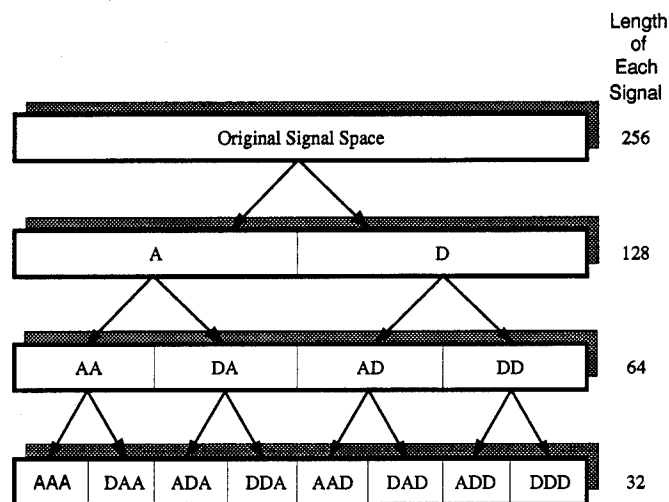 Length
of
Each
Signal
Original Signal Space 256
A D 128
AA DA AD DD 64
AAA DAA ADA DDA AAD DAD ADD DDD 32